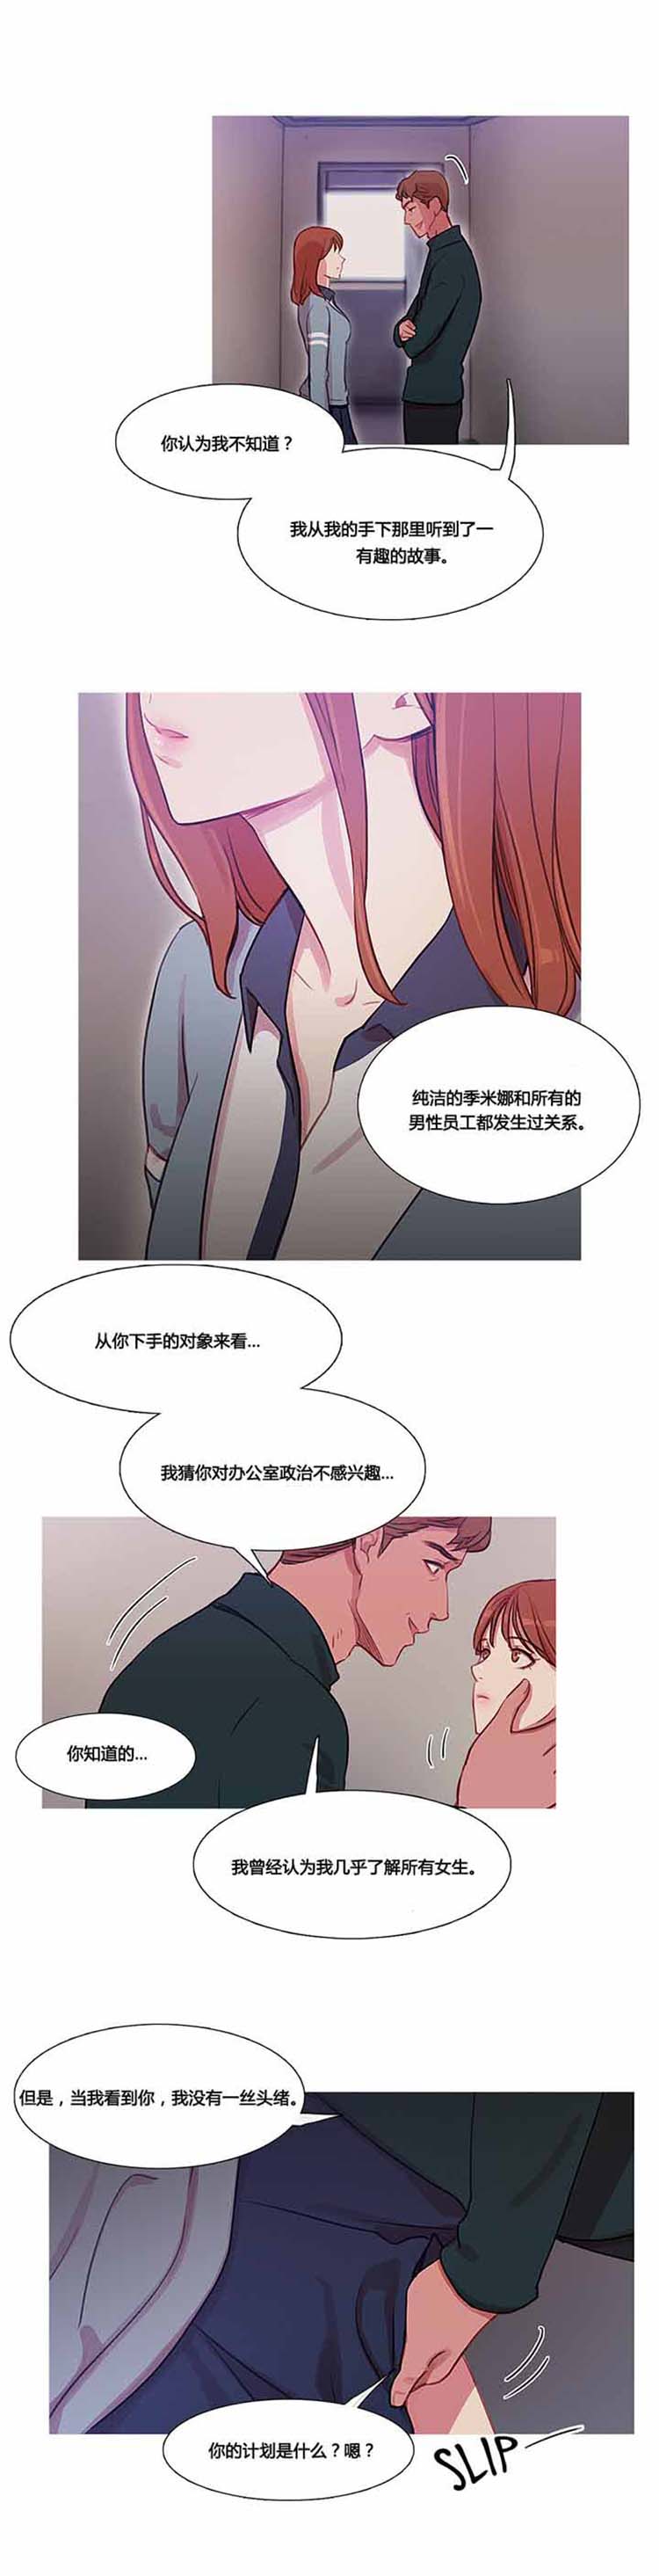 你认为我不知道？
我从我的手下那里听到了一
有趣的故事。
纯洁的季米娜和所有的
男性员工都发生过关系。
从你下手的对象来看...
我猜你对办公室政治不感兴趣...
你知道的...
我曾经认为我几乎了解所有女生。
但是，当我看到你，我没有一丝头绪。
你的计划是什么？嗯？
SLIP